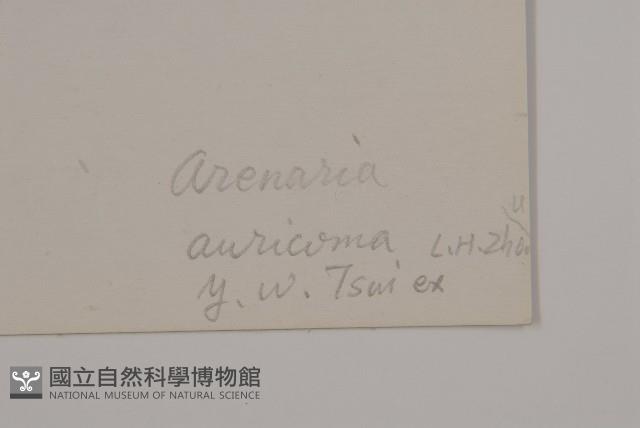 Arenaria
auricoma L.H.Zhou
Y.W.Tsui ex
國立自然科學博物館
NATIONAL MUSEUM OF NATURAL SCIENCE